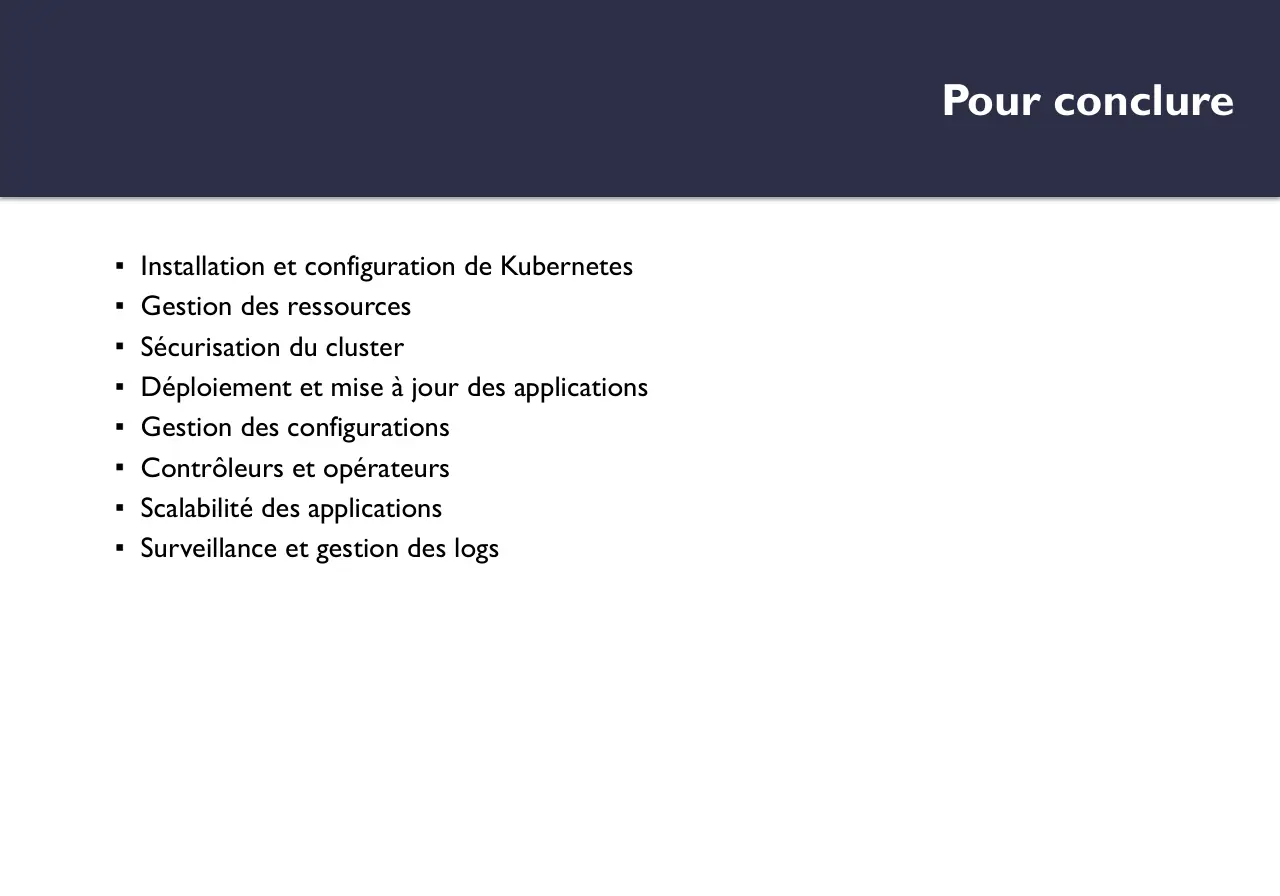 Pour conclure
▪ Installation et configuration de Kubernetes
▪ Gestion des ressources
▪ Sécurisation du cluster
▪ Déploiement et mise à jour des applications
▪ Gestion des configurations
▪ Contrôleurs et opérateurs
▪ Scalabilité des applications
▪ Surveillance et gestion des logs